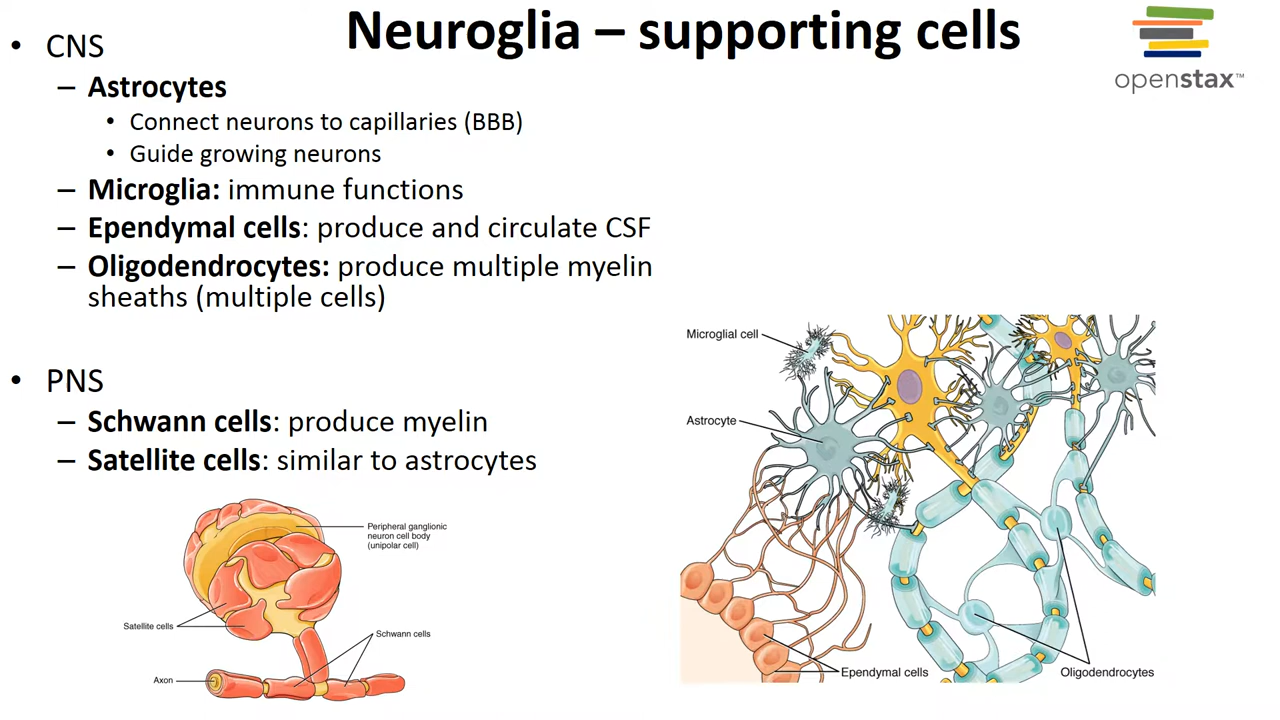 Neuroglia – supporting cells
openstax™
• CNS
– Astrocytes
• Connect neurons to capillaries (BBB)
• Guide growing neurons
– Microglia: immune functions
– Ependymal cells: produce and circulate CSF
– Oligodendrocytes: produce multiple myelin
sheaths (multiple cells)
• PNS
– Schwann cells: produce myelin
– Satellite cells: similar to astrocytes
Peripheral ganglionic
neuron cell body
(unipolar cell)
Satellite cells
Schwann cells
Axon
Microglial cell
Astrocyte
Ependymal cells
Oligodendrocytes